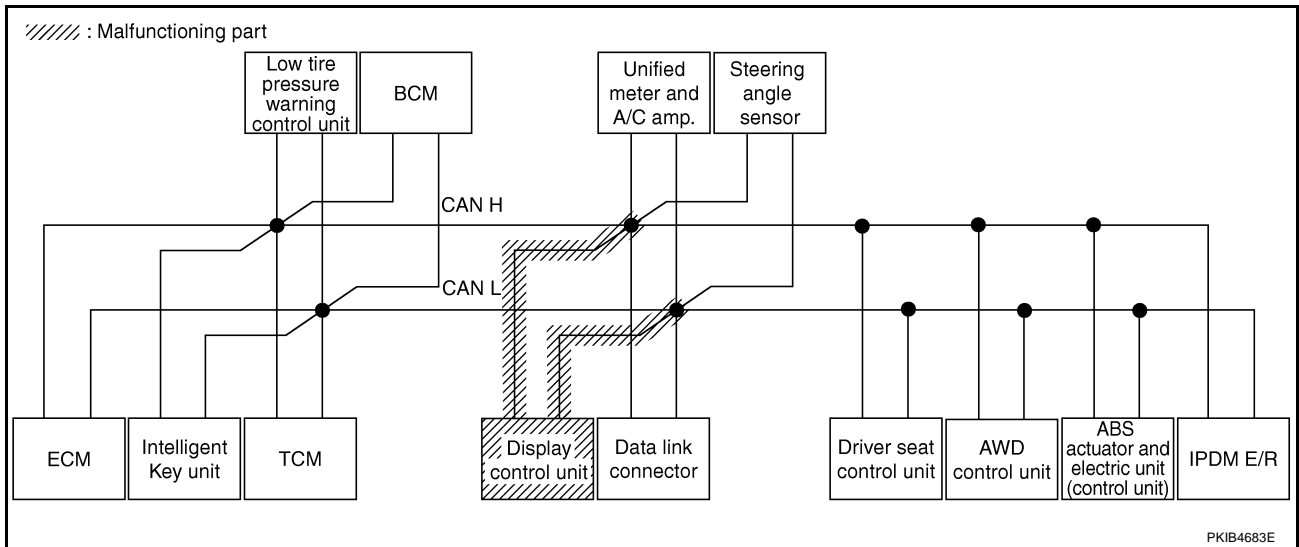 : Malfunctioning part
Low tire
pressure
warning
control unit
BCM
Unified
meter and
A/C amp.
Steering
angle
sensor
CAN H
CAN L
ECM
Intelligent
Key unit
TCM
Display
control unit
Data link
connector
Driver seat
control unit
AWD
control unit
ABS
actuator and
electric unit
(control unit)
IPDM E/R
PKIB4683E